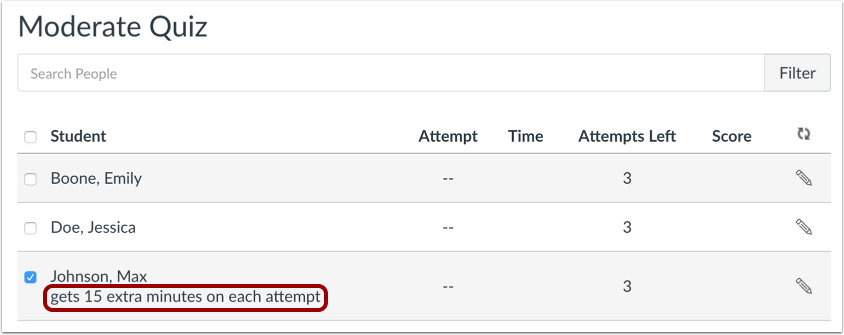 Moderate Quiz
Search People Filter
Student Attempt Time Attempts Left Score
Boone, Emily -- 3
Doe, Jessica -- 3
Johnson, Max
gets 15 extra minutes on each attempt -- 3